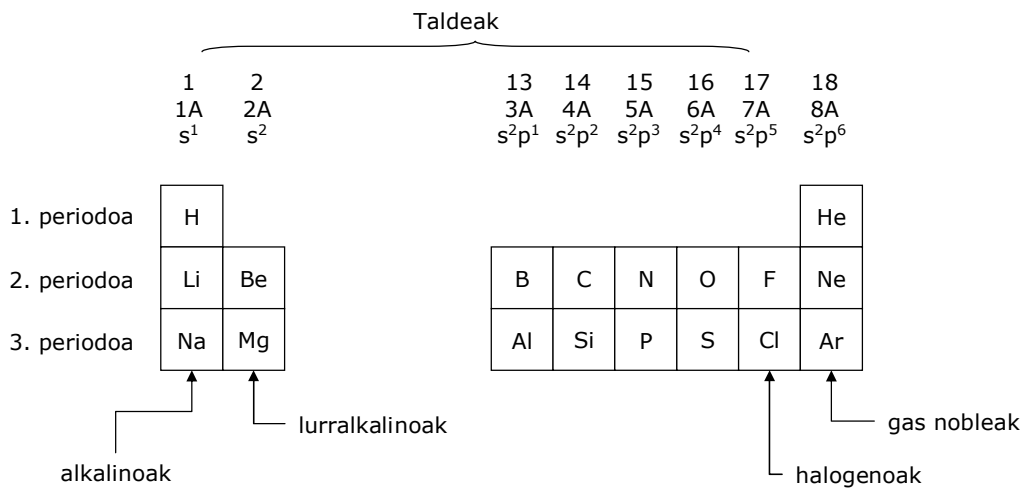 Taldeak
1 2 13 14 15 16 17 18
1A 2A 3A 4A 5A 6A 7A 8A
s¹ s² s²p¹ s²p² s²p³ s²p⁴ s²p⁵ s²p⁶
1. periodoa H He
2. periodoa Li Be B C N O F Ne
3. periodoa Na Mg Al Si P S Cl Ar
lurralkalinoak gas nobleak
alkalinoak halogenoak